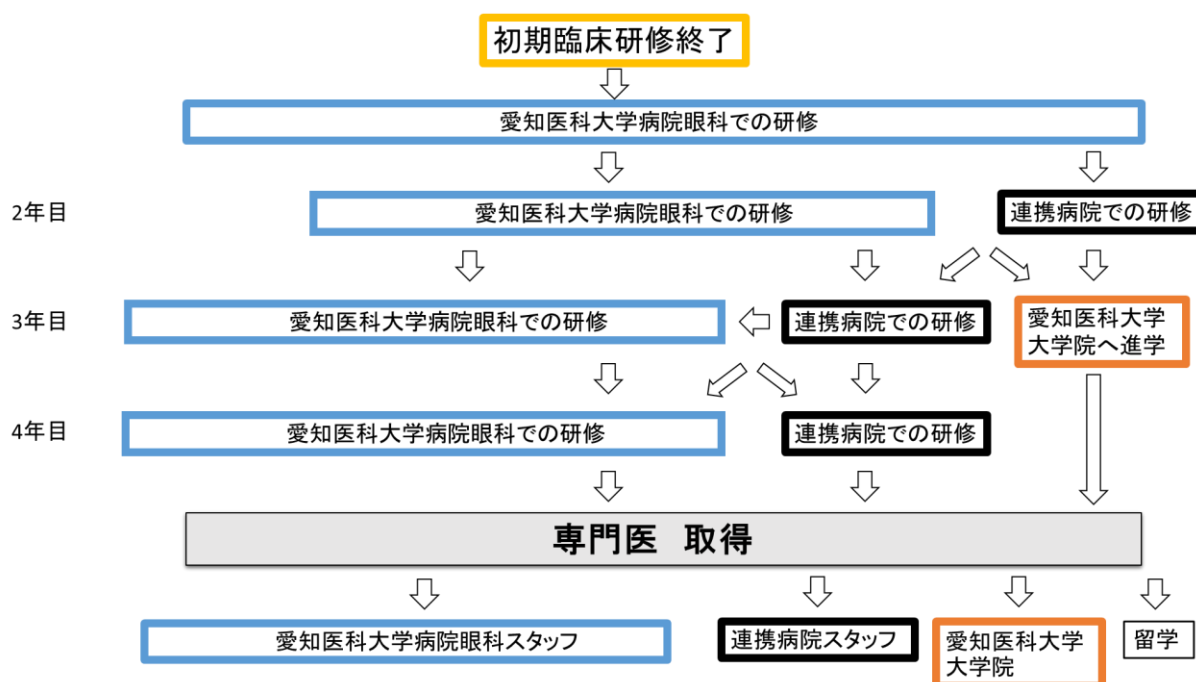 初期臨床研修終了
愛知医科大学病院眼科での研修
2年目
愛知医科大学病院眼科での研修
連携病院での研修
3年目
愛知医科大学病院眼科での研修
連携病院での研修
愛知医科大学
大学院へ進学
4年目
愛知医科大学病院眼科での研修
連携病院での研修
専門医　取得
愛知医科大学病院眼科スタッフ
連携病院スタッフ
愛知医科大学
大学院
留学